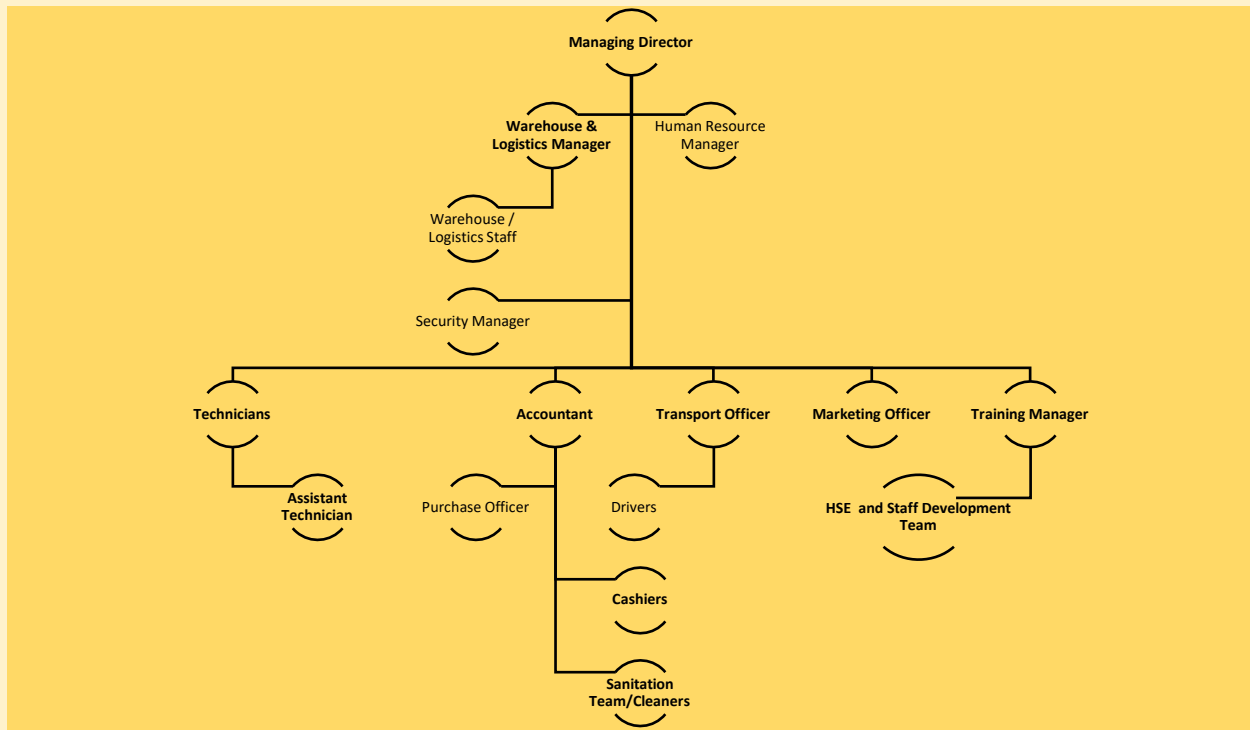 Managing Director
Warehouse &
Logistics Manager
Human Resource
Manager
Warehouse /
Logistics Staff
Security Manager
Technicians
Accountant
Transport Officer
Marketing Officer
Training Manager
Assistant
Technician
Purchase Officer
Drivers
HSE and Staff Development
Team
Cashiers
Sanitation
Team/Cleaners